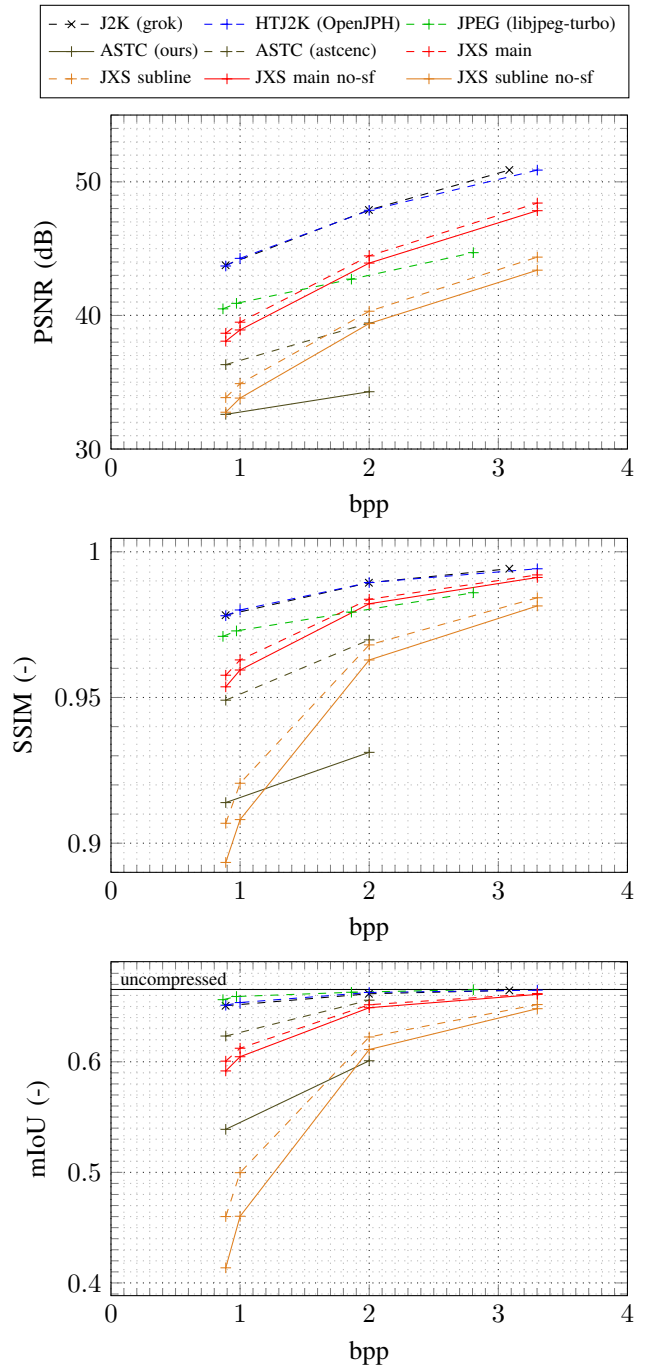 J2K (grok) HTJ2K (OpenJPH) JPEG (libjpeg-turbo)
ASTC (ours) ASTC (astcenc) JXS main
JXS subline JXS main no-sf JXS subline no-sf
50
40
30
PSNR (dB)
0 1 2 3 4
bpp
1
0.95
0.9
SSIM (-)
0 1 2 3 4
bpp
uncompressed
0.6
0.5
0.4
mIoU (-)
0 1 2 3 4
bpp